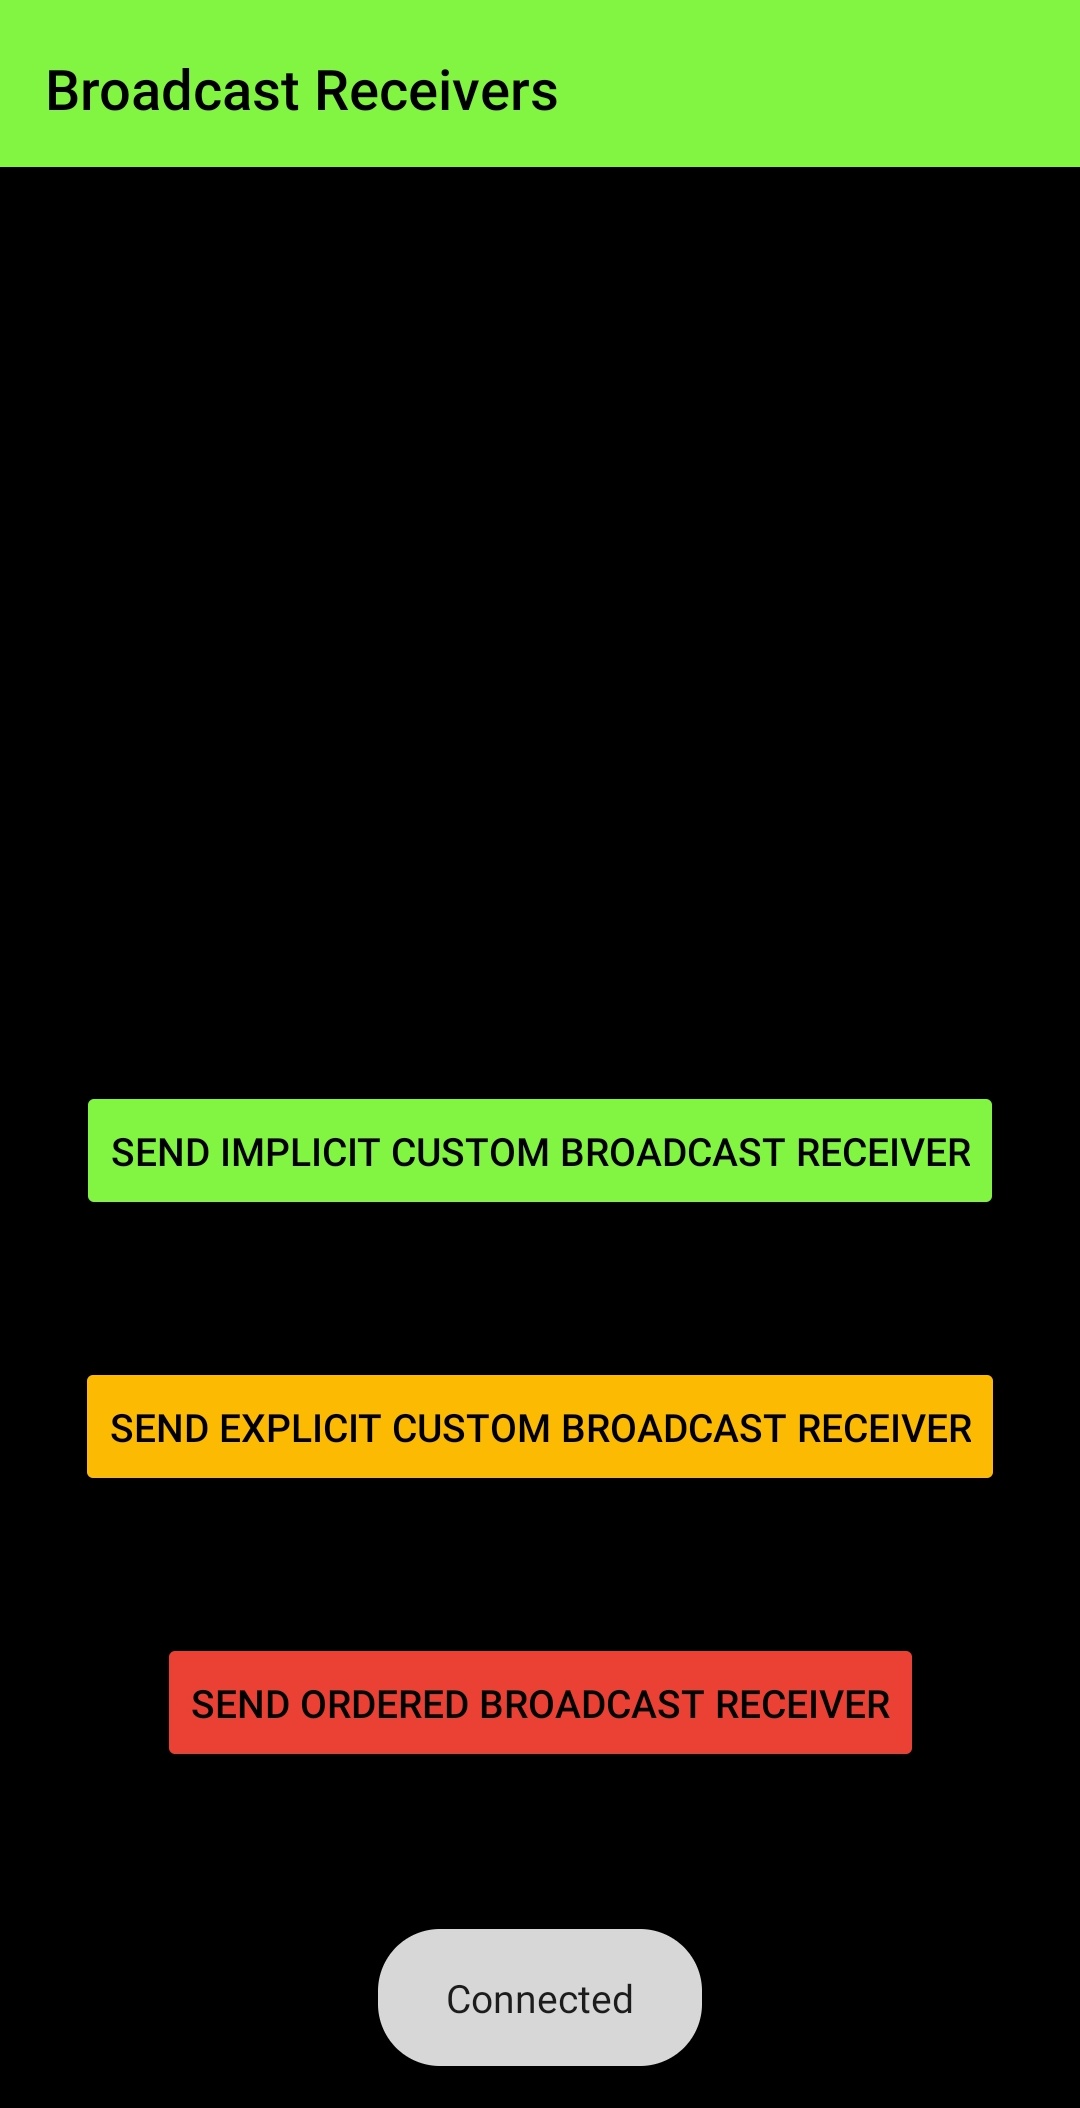 Broadcast Receivers
SEND IMPLICIT CUSTOM BROADCAST RECEIVER
SEND EXPLICIT CUSTOM BROADCAST RECEIVER
SEND ORDERED BROADCAST RECEIVER
Connected